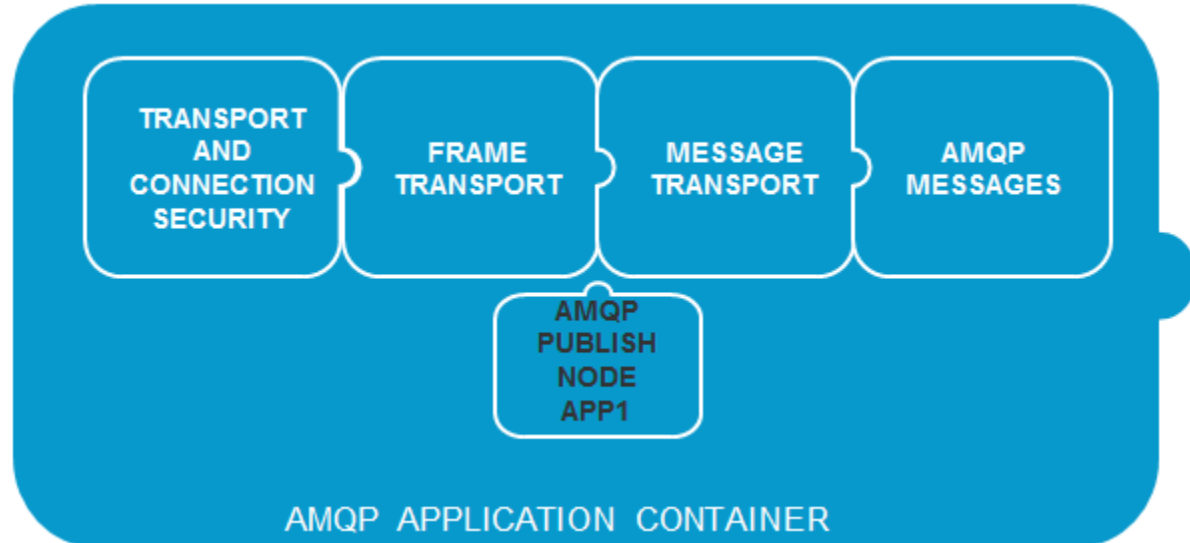 TRANSPORT
AND
CONNECTION
SECURITY
FRAME
TRANSPORT
MESSAGE
TRANSPORT
AMQP
MESSAGES
AMQP
PUBLISH
NODE
APP1
AMQP APPLICATION CONTAINER